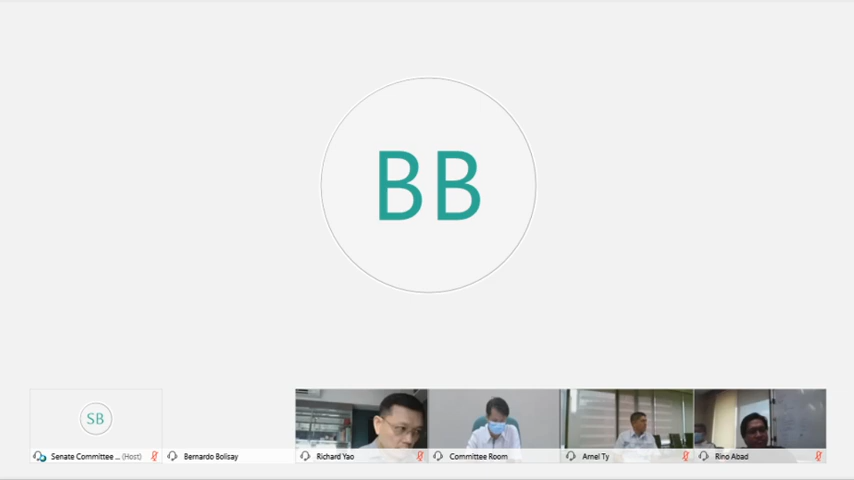 BB
SB
Senate Committee ... (Host)
Bernardo Bolisay
Richard Yao
Committee Room
Arnel Ty
Rino Abad